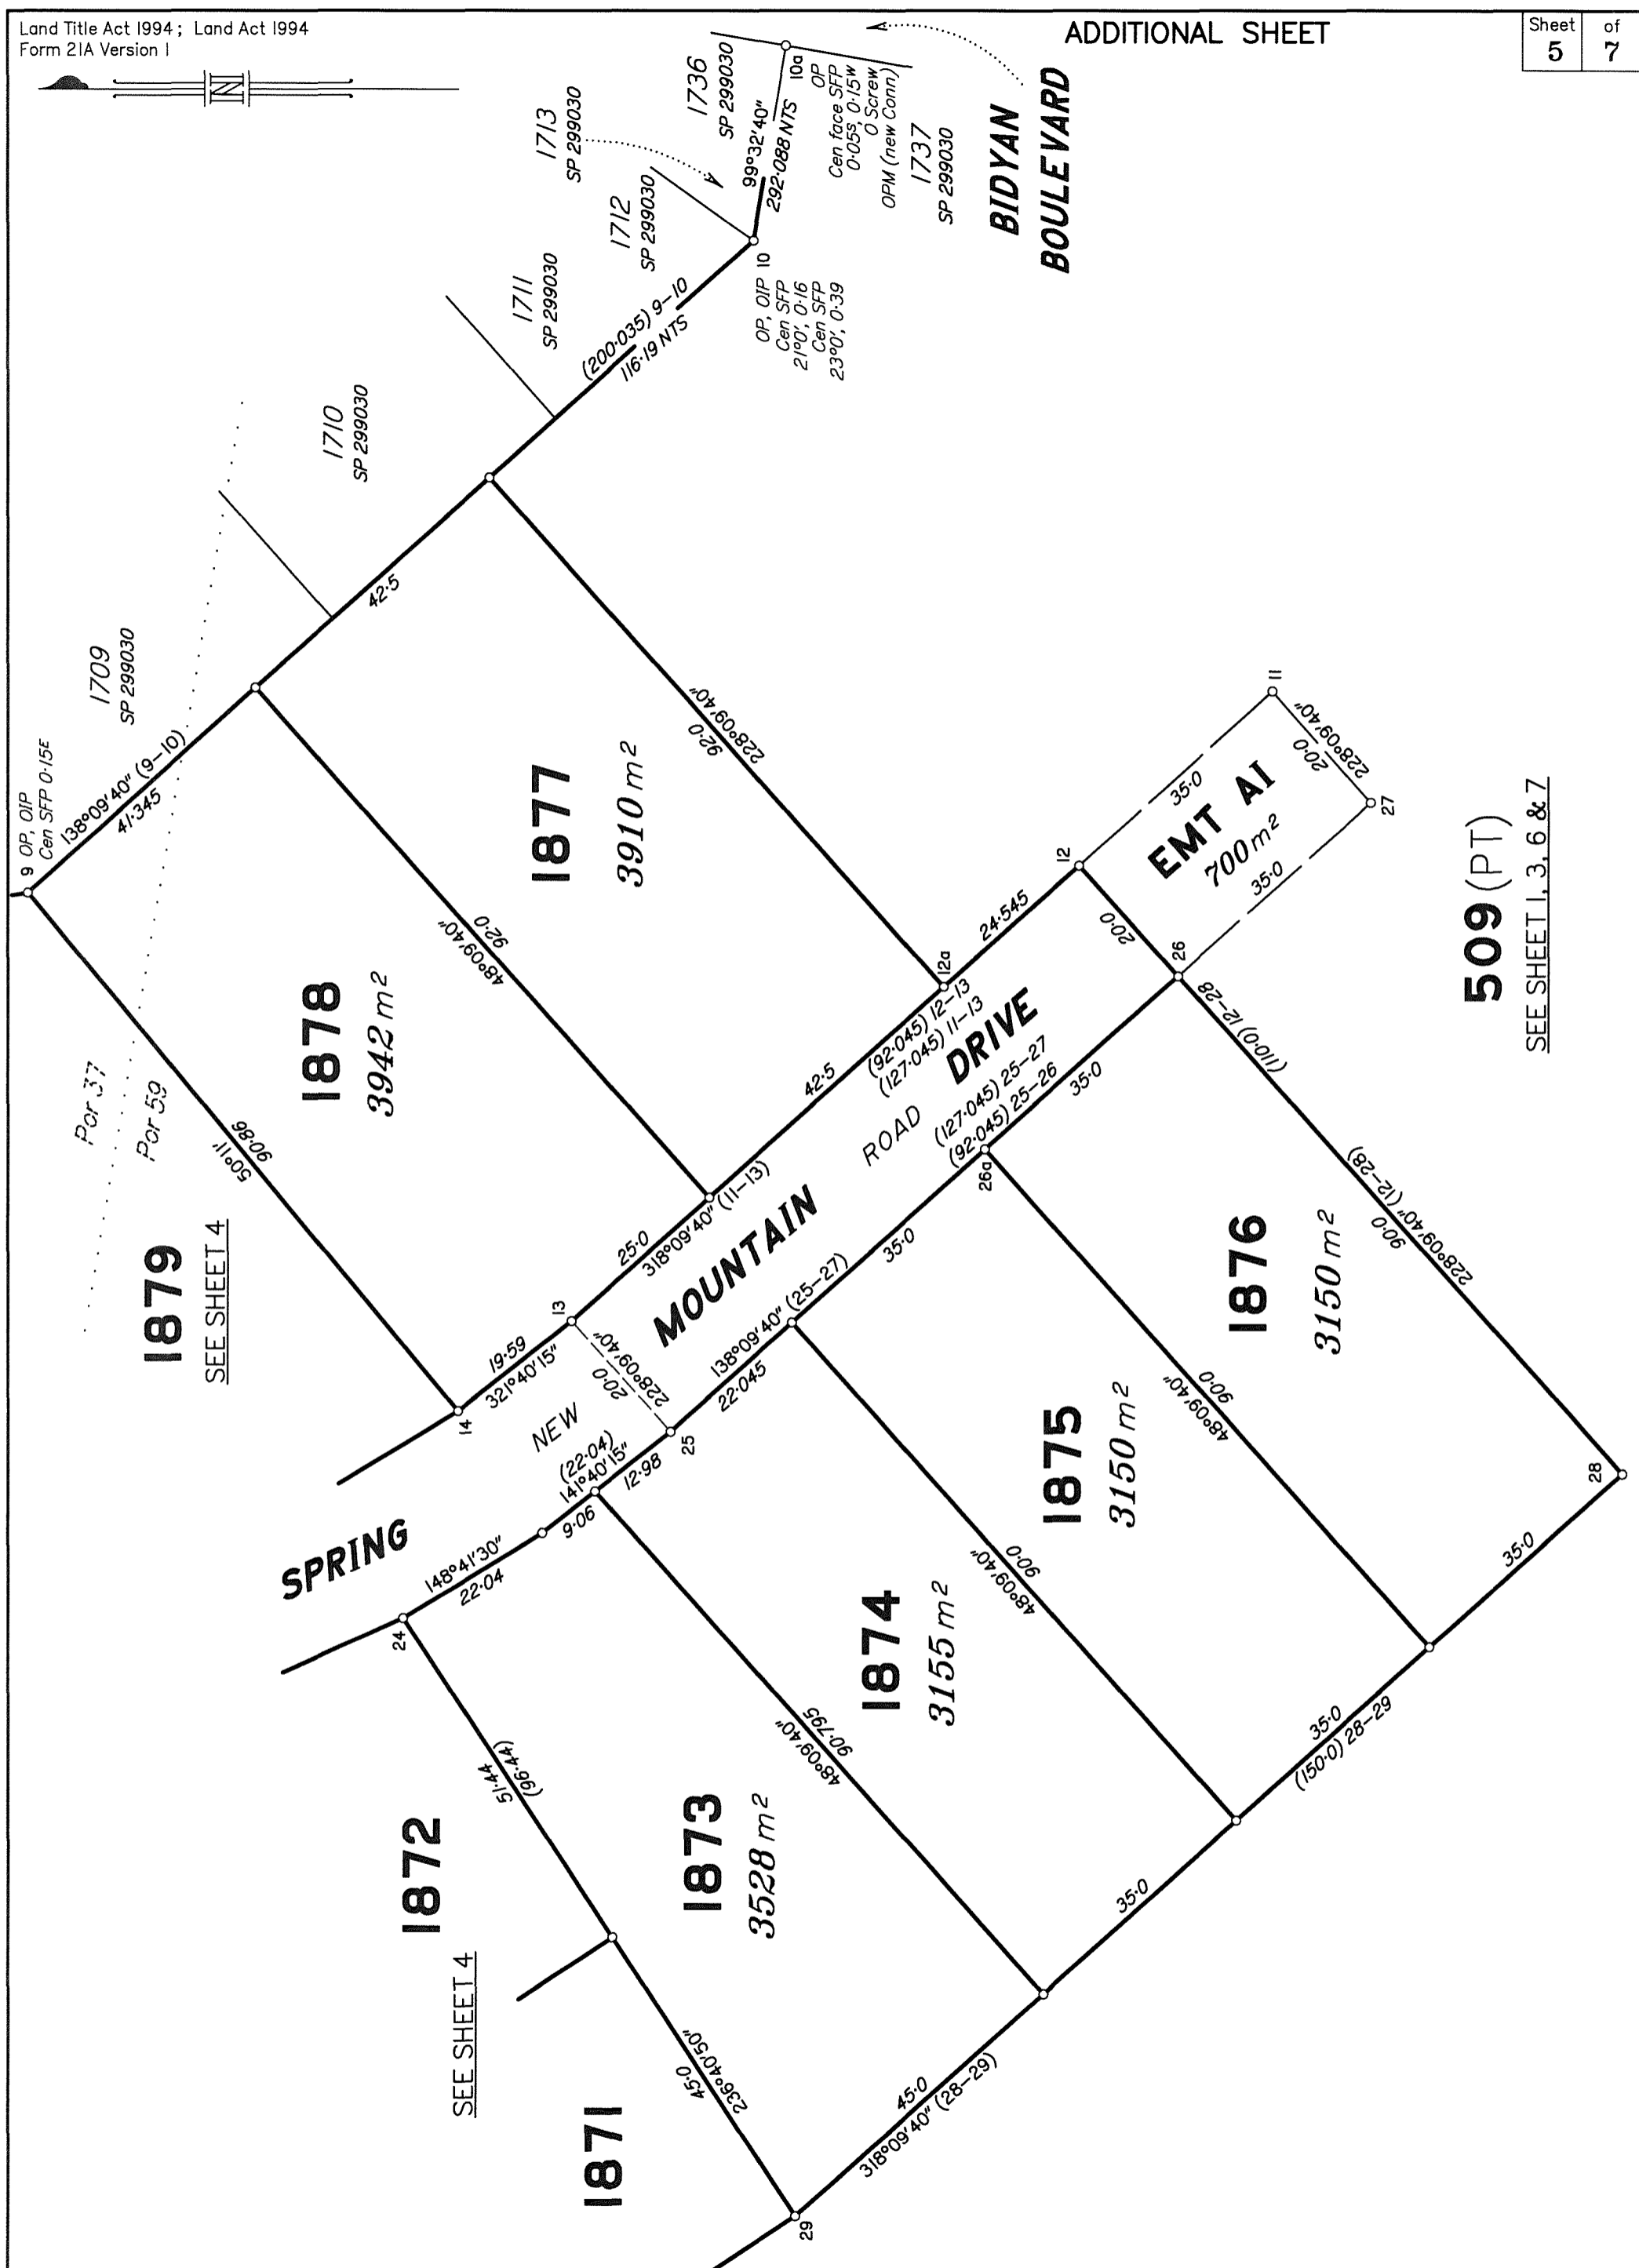 Land Title Act 1994; Land Act 1994
Form 21A Version 1
ADDITIONAL SHEET
Sheet
5
of
7
N
1736
SP 299030
10a
OP
Cen face SFP
0·05s, 0·15w
O Screw
OPM (new Conn)
1737
SP 299030
BIDYAN
BOULEVARD
1713
SP 299030
99°32'40"
292·088 NTS
1712
SP 299030
1711
SP 299030
(200·035) 9-10
116·19 NTS
10
OP, OIP
Cen SFP
21°0', 0·16
Cen SFP
23°0', 0·39
1710
SP 299030
42·5
1709
SP 299030
9 OP, OIP
Cen SFP 0·15E
138°09'40" (9-10)
41·345
1877
3910 m²
92·0
228°09'40"
11
228°09'40"
20·0
27
35·0
EMT A1
700 m²
35·0
12
24·545
20·0
26
509 (PT)
SEE SHEET 1, 3, 6 & 7
1878
3942 m²
92·0
48°09'40"
12a
42·5
(92·045) 12-13
(127·045) 11-13
Por 37
Por 59
90·86
50°11'
1879
SEE SHEET 4
SPRING
MOUNTAIN
DRIVE
NEW
ROAD
(127·045) 25-27
(92·045) 25-26
35·0
26a
(110·0) 12-28
228°09'40" (12-28)
90·0
25·0
318°09'40" (11-13)
13
19·59
321°40'15"
14
228°09'40"
20·0
138°09'40" (25-27)
22·045
35·0
25
(22·04)
141°40'15"
12·98
9·06
148°41'30"
22·04
24
1876
3150 m²
90·0
48°09'40"
28
35·0
1875
3150 m²
90·0
48°09'40"
35·0
(150·0) 28-29
1874
3155 m²
90·795
48°09'40"
35·0
1873
3528 m²
51·44
(96·44)
1872
SEE SHEET 4
1871
236°40'50"
45·0
45·0
318°09'40" (28-29)
29